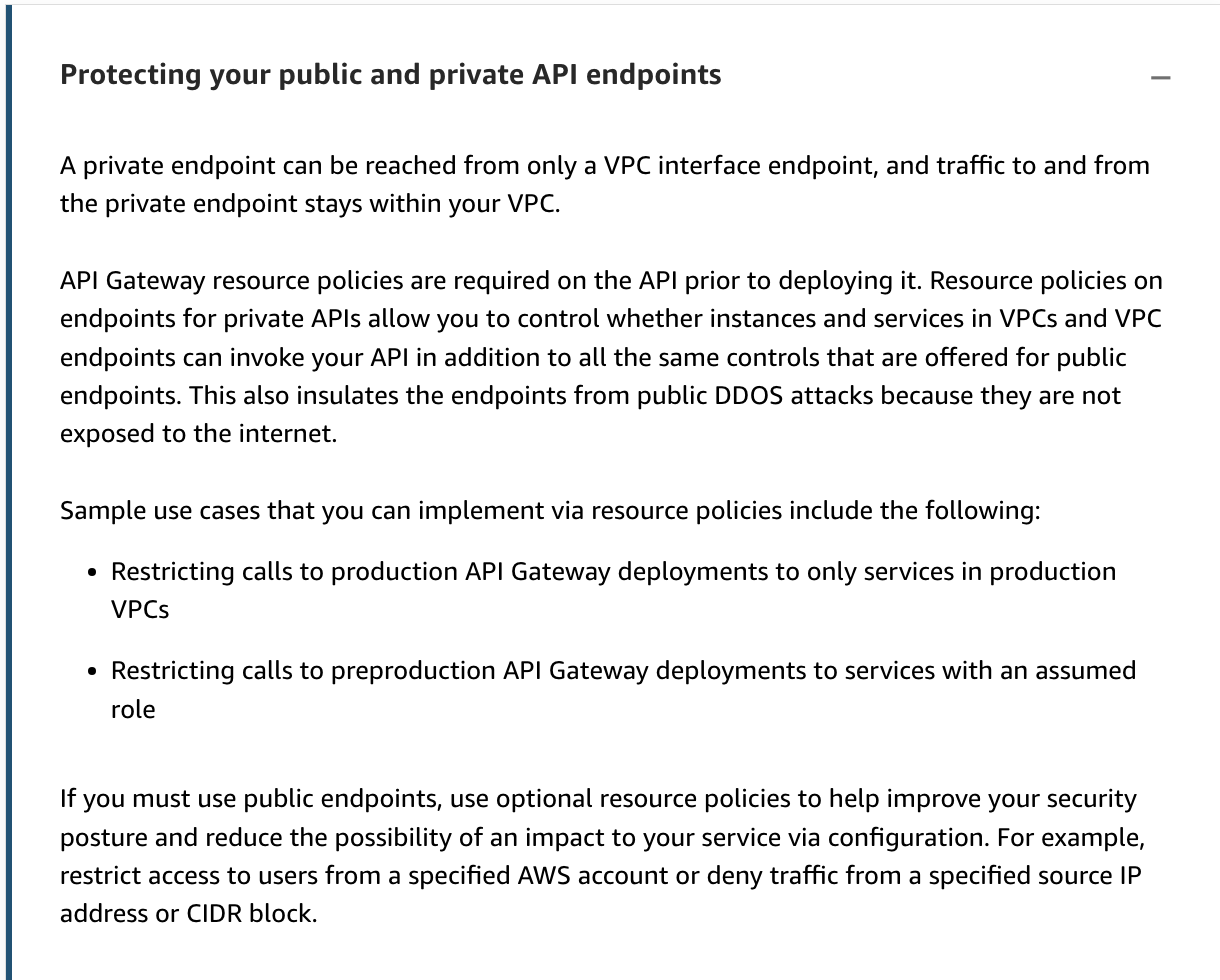 Protecting your public and private API endpoints
A private endpoint can be reached from only a VPC interface endpoint, and traffic to and from
the private endpoint stays within your VPC.
API Gateway resource policies are required on the API prior to deploying it. Resource policies on
endpoints for private APIs allow you to control whether instances and services in VPCs and VPC
endpoints can invoke your API in addition to all the same controls that are offered for public
endpoints. This also insulates the endpoints from public DDOS attacks because they are not
exposed to the internet.
Sample use cases that you can implement via resource policies include the following:
• Restricting calls to production API Gateway deployments to only services in production
VPCs
• Restricting calls to preproduction API Gateway deployments to services with an assumed
role
If you must use public endpoints, use optional resource policies to help improve your security
posture and reduce the possibility of an impact to your service via configuration. For example,
restrict access to users from a specified AWS account or deny traffic from a specified source IP
address or CIDR block.